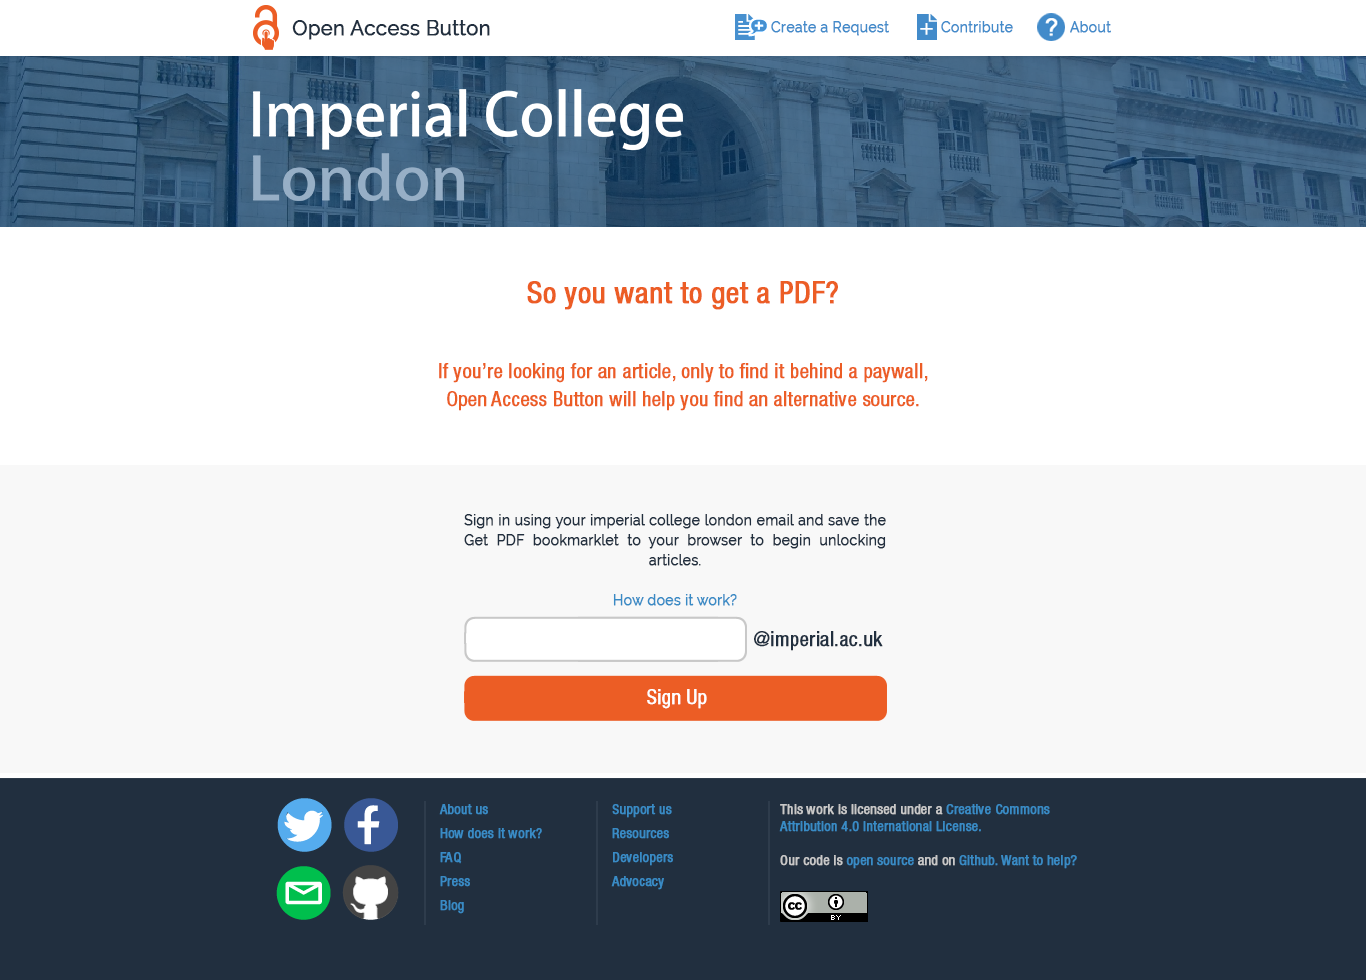 Open Access Button
Create a Request
Contribute
? About
Imperial College
London
So you want to get a PDF?
If you're looking for an article, only to find it behind a paywall,
Open Access Button will help you find an alternative source.
Sign in using your imperial college london email and save the
Get PDF bookmarklet to your browser to begin unlocking
articles.
How does it work?
@imperial.ac.uk
Sign Up
About us
How does it work?
FAQ
Press
Blog
Support us
Resources
Developers
Advocacy
This work is licensed under a Creative Commons
Attribution 4.0 International License.
Our code is open source and on Github. Want to help?
cc
BY